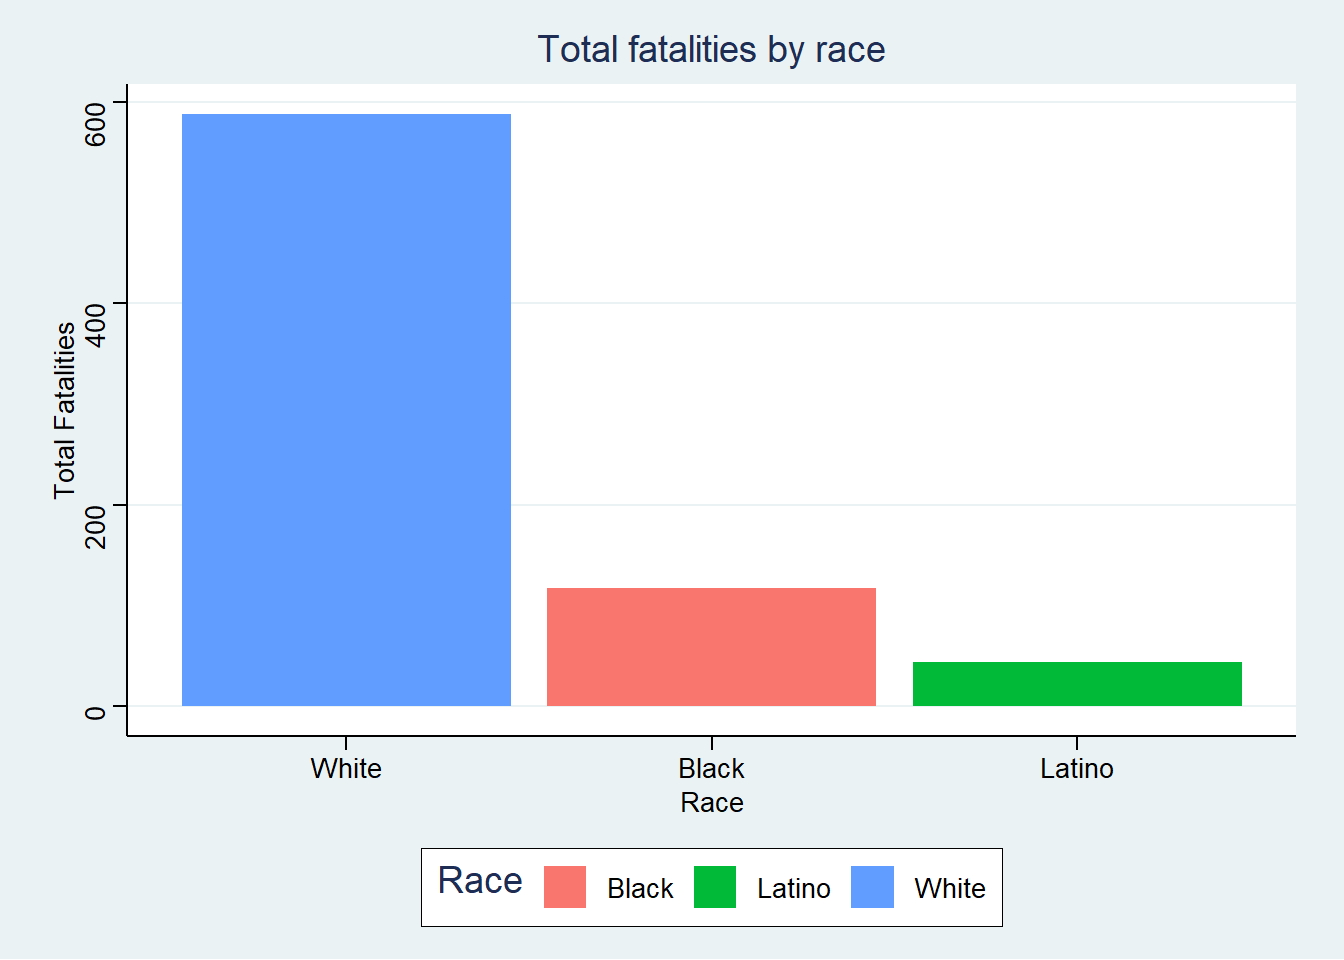 Total fatalities by race
Total Fatalities
600
400
200
0
White Black Latino
Race
Race Black Latino White